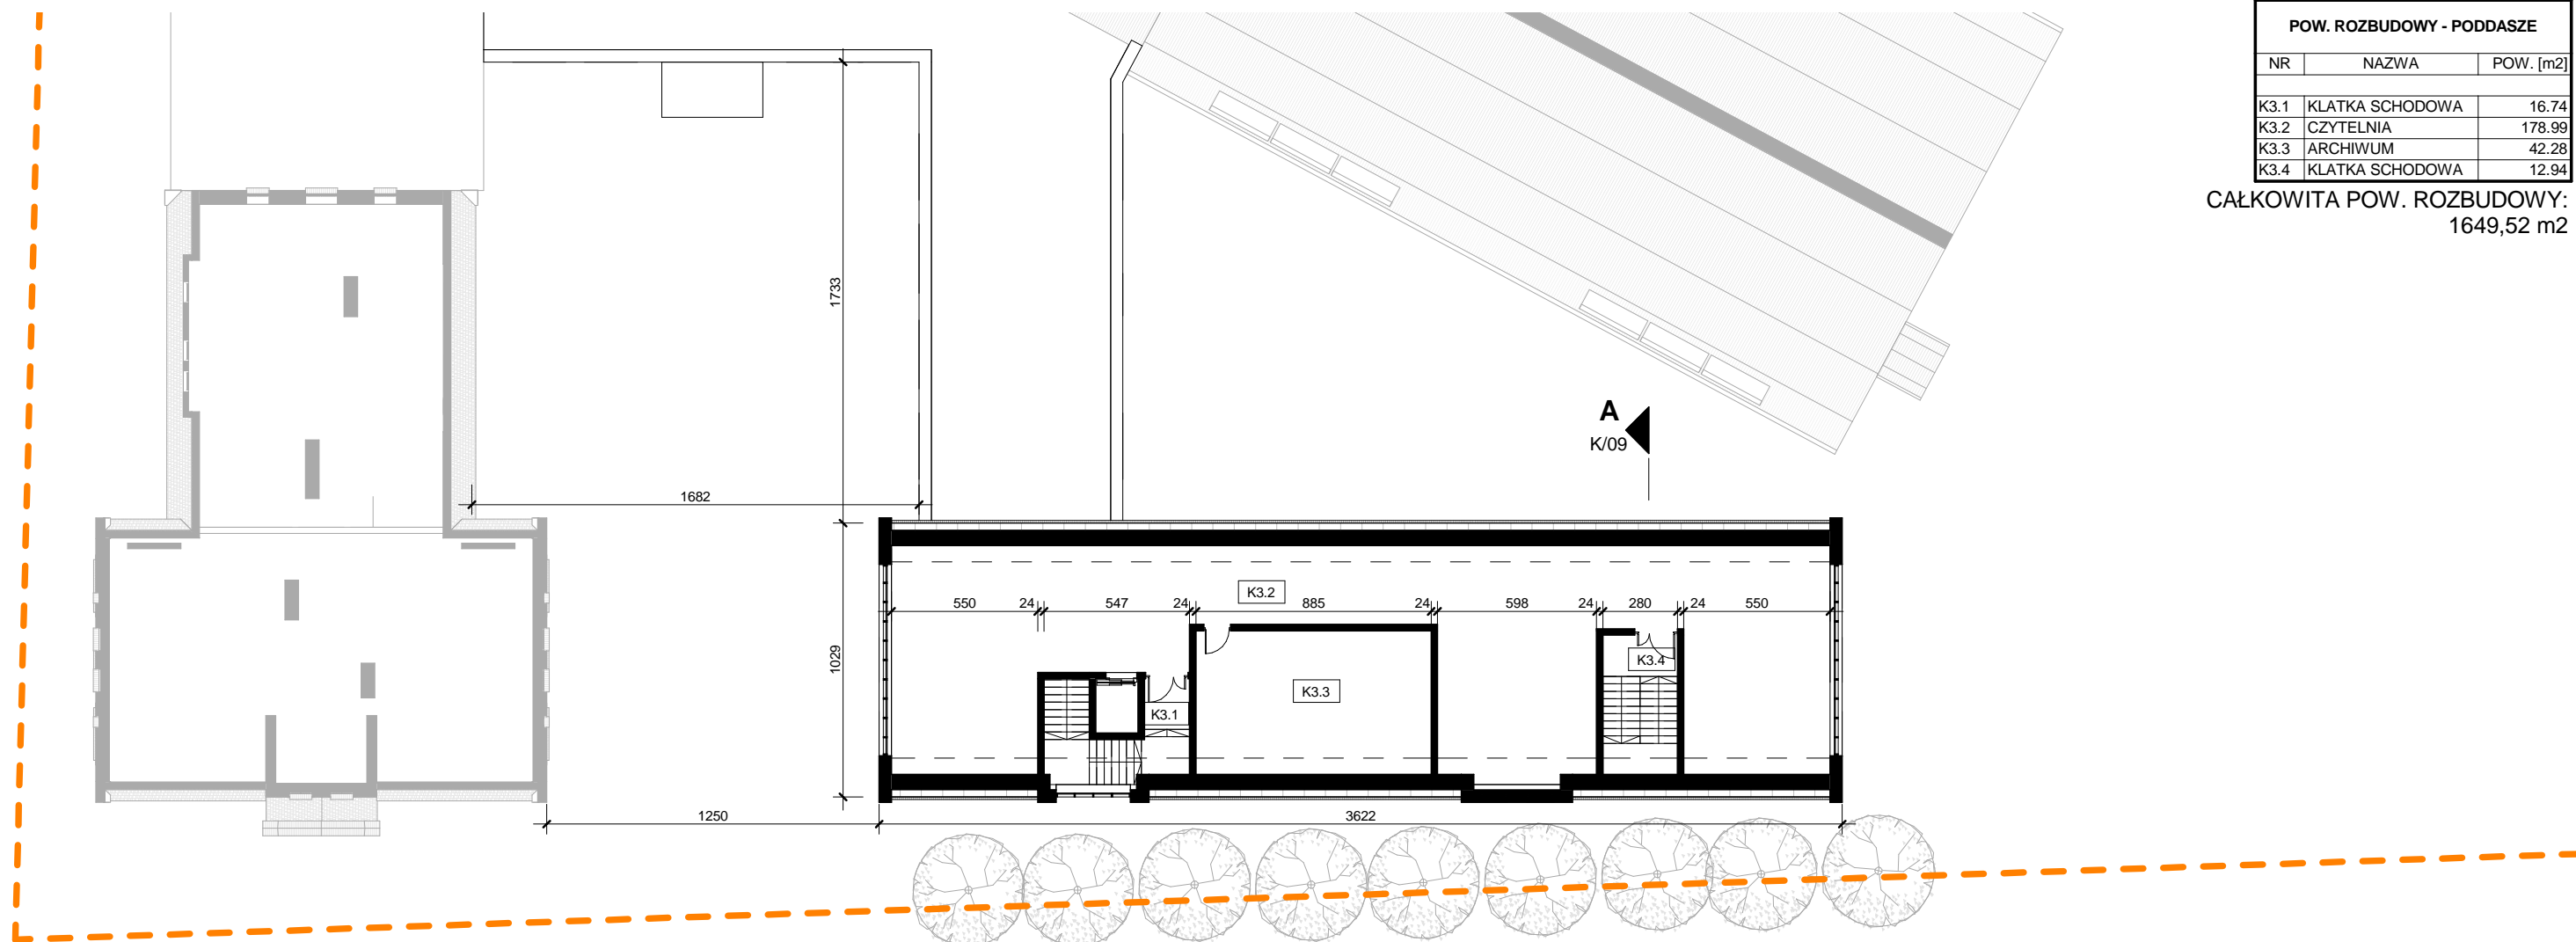 POW. ROZBUDOWY - PODDASZE
NR NAZWA POW. [m2]
K3.1 KLATKA SCHODOWA 16.74
K3.2 CZYTELNIA 178.99
K3.3 ARCHIWUM 42.28
K3.4 KLATKA SCHODOWA 12.94
CAŁKOWITA POW. ROZBUDOWY:
1649,52 m2
1733
A
K/09
1682
K3.2
550 24 547 24 885 24 598 24 280 24 550
1029
K3.4
K3.3
K3.1
1250 3622